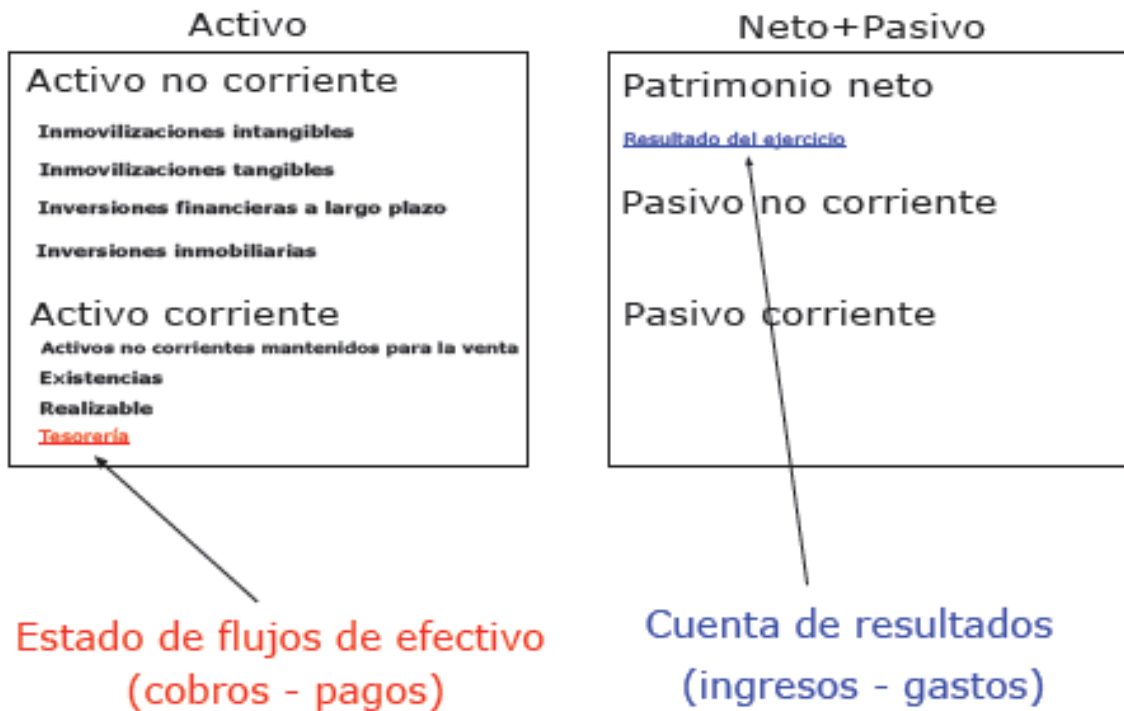 Activo
Activo no corriente
Inmovilizaciones intangibles
Inmovilizaciones tangibles
Inversiones financieras a largo plazo
Inversiones inmobiliarias
Activo corriente
Activos no corrientes mantenidos para la venta
Existencias
Realizable
Tesorería
Neto+Pasivo
Patrimonio neto
Resultado del ejercicio
Pasivo no corriente
Pasivo corriente
Estado de flujos de efectivo
(cobros - pagos)
Cuenta de resultados
(ingresos - gastos)